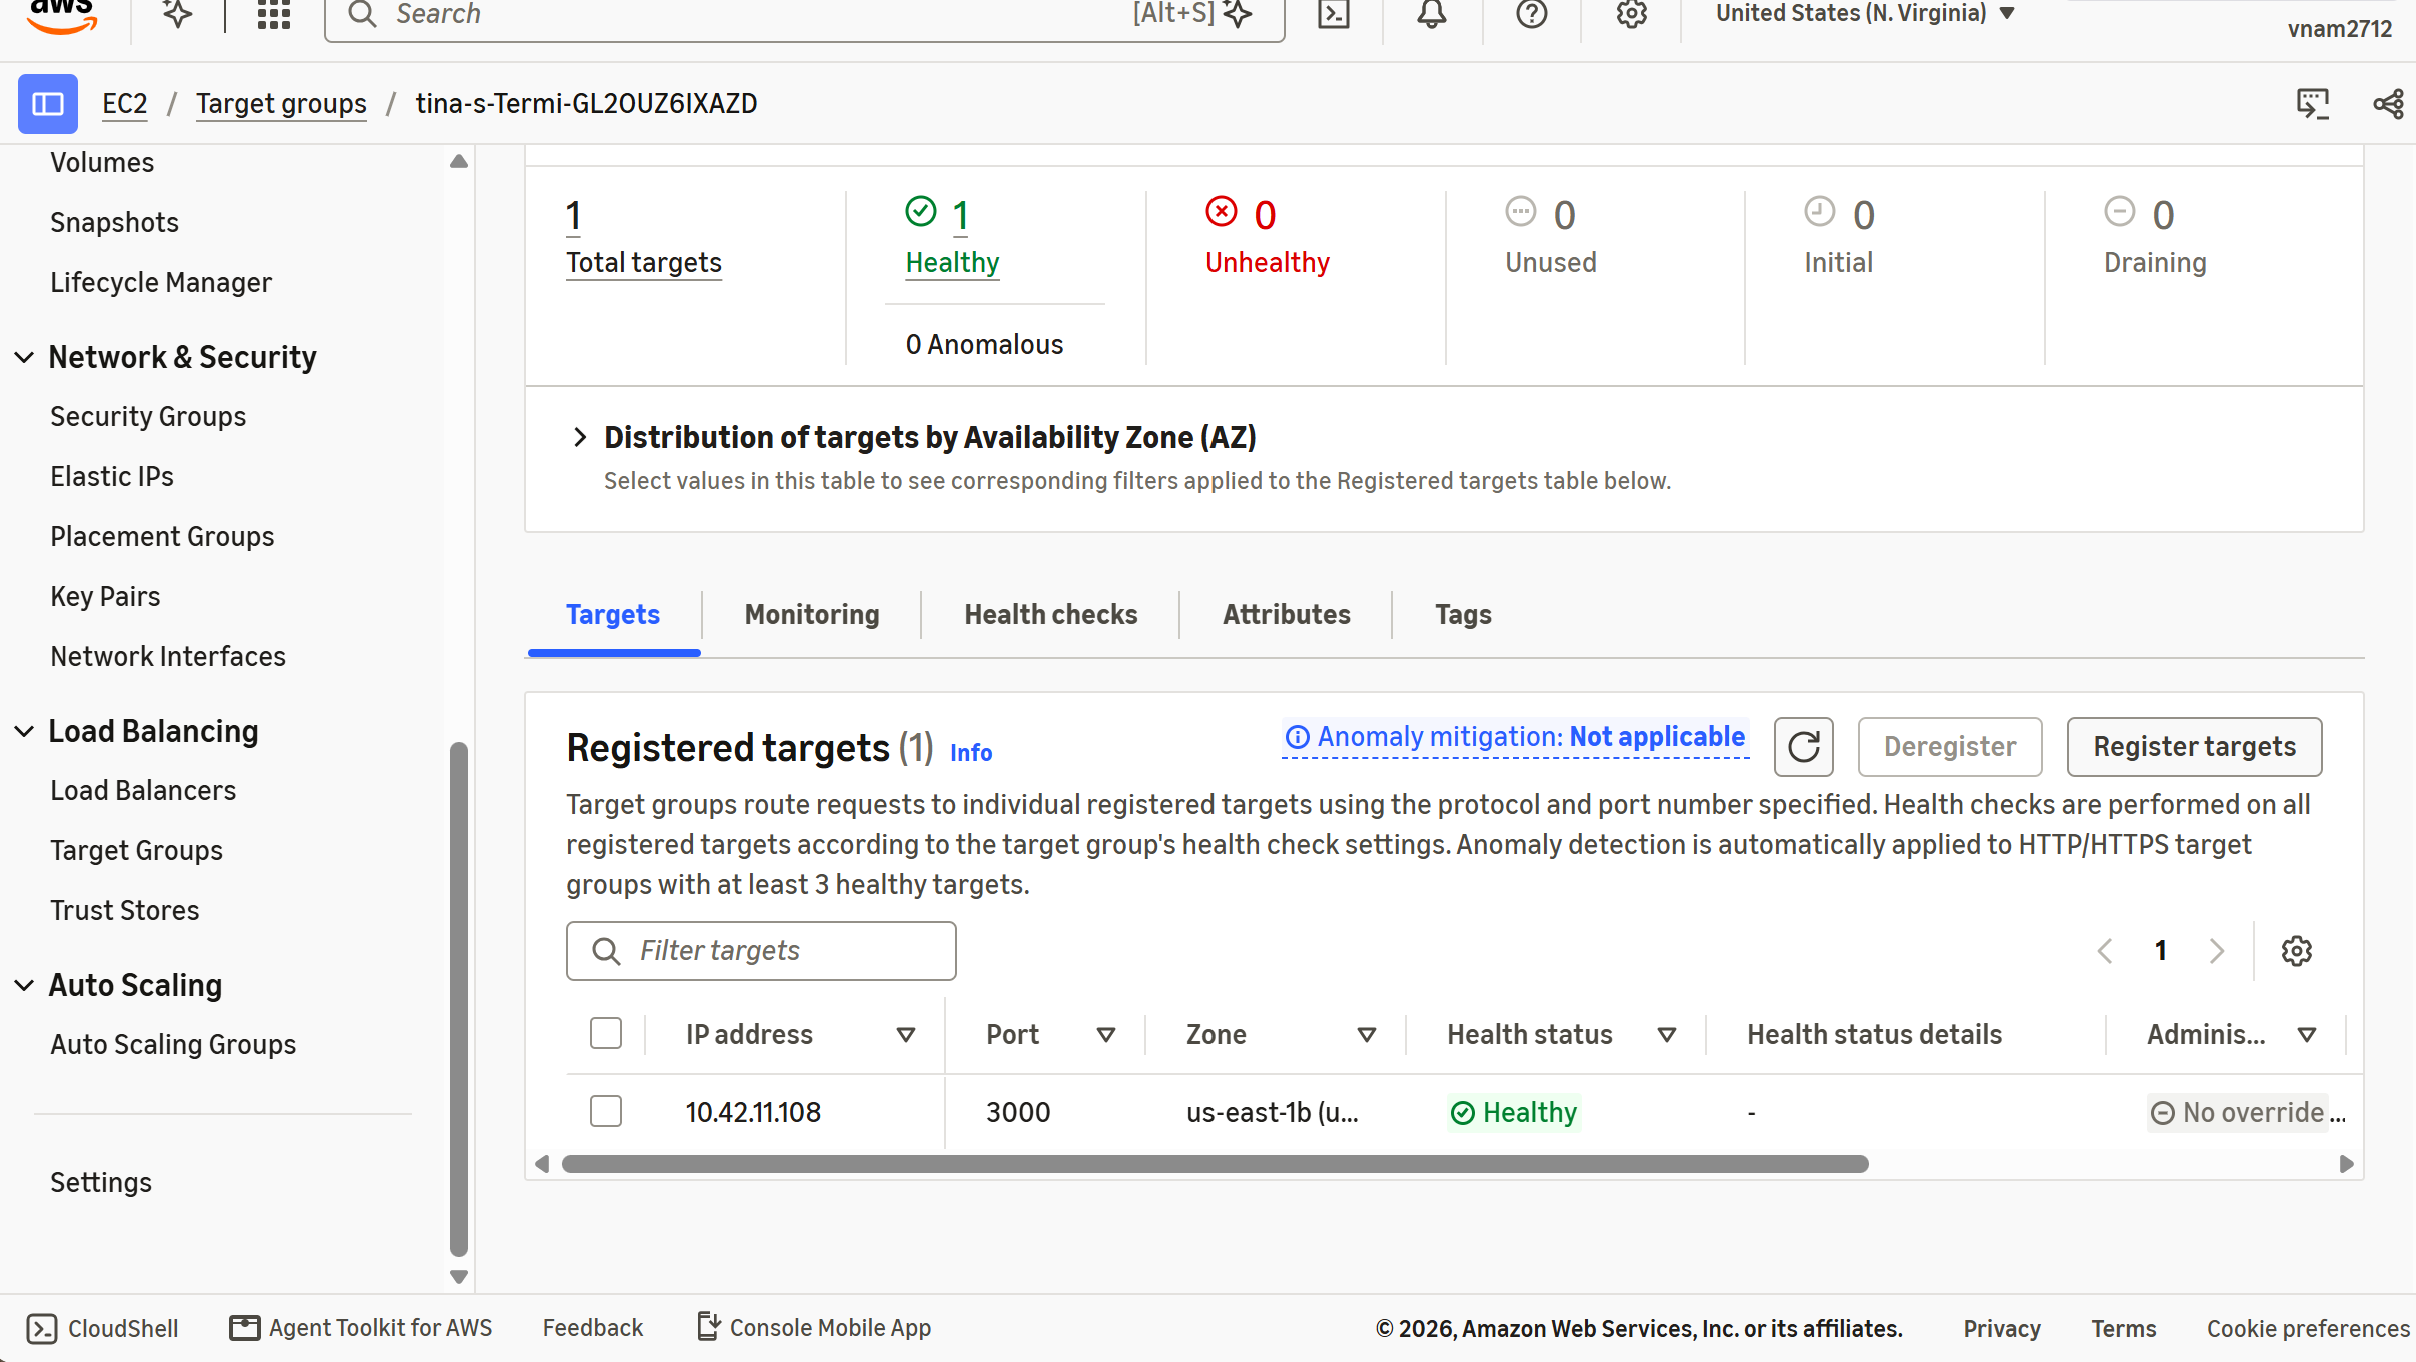 aws
Search
[Alt+S]
United States (N. Virginia)
vnam2712
EC2 / Target groups / tina-s-Termi-GL2OUZ6IXAZD
Volumes
Snapshots
Lifecycle Manager
Network & Security
Security Groups
Elastic IPs
Placement Groups
Key Pairs
Network Interfaces
Load Balancing
Load Balancers
Target Groups
Trust Stores
Auto Scaling
Auto Scaling Groups
Settings
1
Total targets
1
Healthy
0 Anomalous
0
Unhealthy
0
Unused
0
Initial
0
Draining
Distribution of targets by Availability Zone (AZ)
Select values in this table to see corresponding filters applied to the Registered targets table below.
Targets
Monitoring
Health checks
Attributes
Tags
Registered targets (1) Info
Anomaly mitigation: Not applicable
Deregister
Register targets
Target groups route requests to individual registered targets using the protocol and port number specified. Health checks are performed on all
registered targets according to the target group's health check settings. Anomaly detection is automatically applied to HTTP/HTTPS target
groups with at least 3 healthy targets.
Filter targets
1
IP address
Port
Zone
Health status
Health status details
Adminis...
10.42.11.108
3000
us-east-1b (u...
Healthy
-
No override...
CloudShell
Agent Toolkit for AWS
Feedback
Console Mobile App
© 2026, Amazon Web Services, Inc. or its affiliates.
Privacy
Terms
Cookie preferences